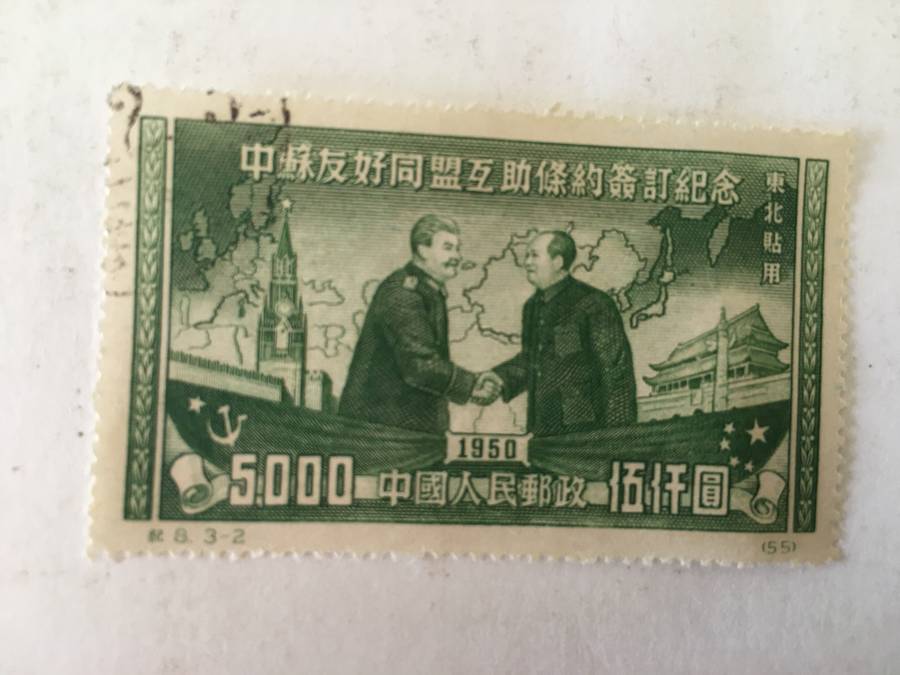 中蘇友好同盟互助條約簽訂紀念
東北貼用
1950
5000 中國人民郵政 伍仟圓
紀 8. 3-2 (55)